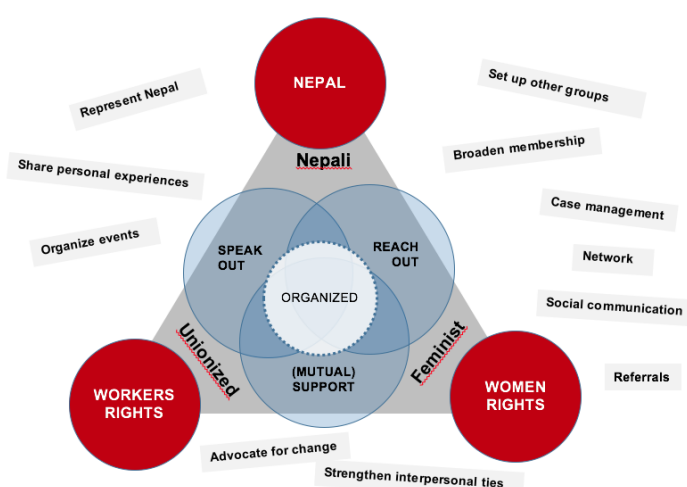 NEPAL
Set up other groups
Represent Nepal
Broaden membership
Nepali
Share personal experiences
Case management
Organize events
SPEAK
OUT
REACH
OUT
Network
ORGANIZED
Social communication
Unionized
Feminist
(MUTUAL)
SUPPORT
WORKERS
RIGHTS
WOMEN
RIGHTS
Referrals
Advocate for change
Strengthen interpersonal ties